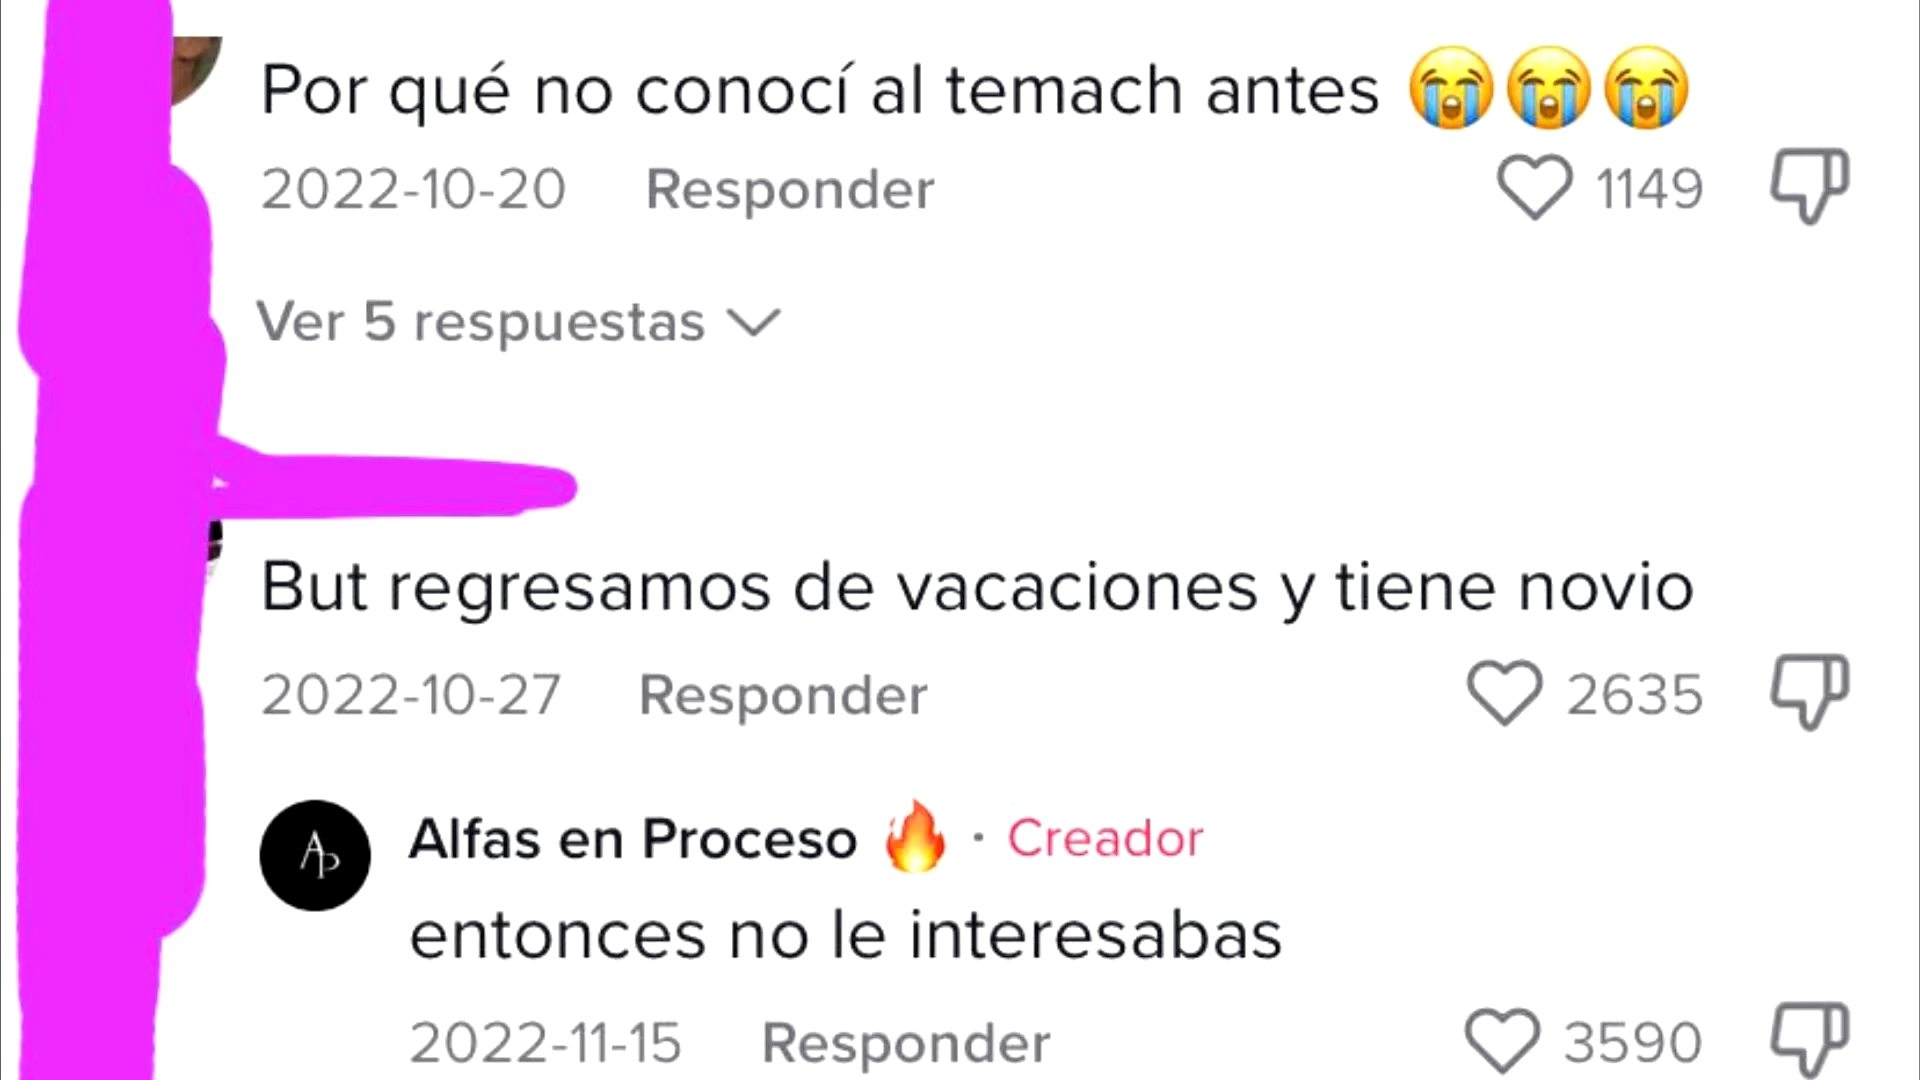 Por qué no conocí al temach antes 😭😭😭
2022-10-20 Responder 1149
Ver 5 respuestas
But regresamos de vacaciones y tiene novio
2022-10-27 Responder 2635
AP
Alfas en Proceso 🔥 · Creador
entonces no le interesabas
2022-11-15 Responder 3590